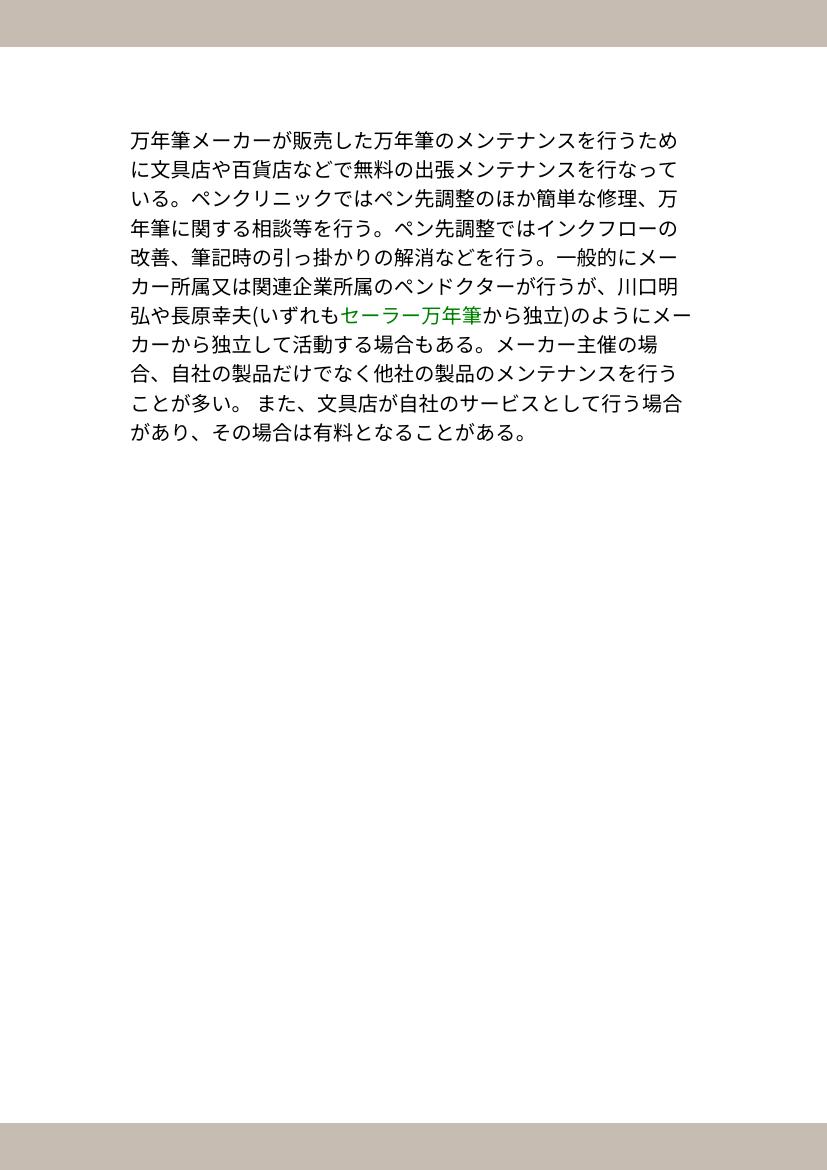 万年筆メーカーが販売した万年筆のメンテナンスを行うため
に文具店や百貨店などで無料の出張メンテナンスを行なって
いる。ペンクリニックではペン先調整のほか簡単な修理、万
年筆に関する相談等を行う。ペン先調整ではインクフローの
改善、筆記時の引っ掛かりの解消などを行う。一般的にメー
カー所属又は関連企業所属のペンドクターが行うが、川口明
弘や長原幸夫(いずれもセーラー万年筆から独立)のようにメー
カーから独立して活動する場合もある。メーカー主催の場
合、自社の製品だけでなく他社の製品のメンテナンスを行う
ことが多い。 また、文具店が自社のサービスとして行う場合
があり、その場合は有料となることがある。